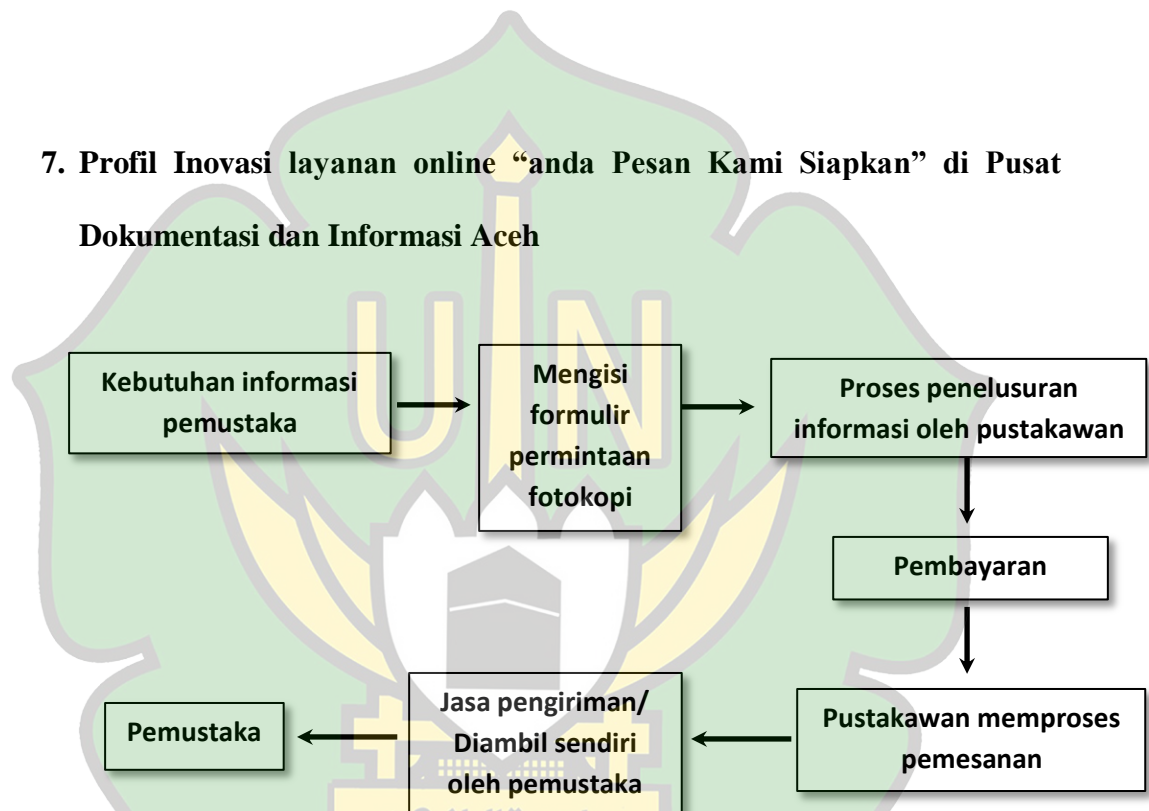 7. Profil Inovasi layanan online “anda Pesan Kami Siapkan” di Pusat
Dokumentasi dan Informasi Aceh
UIN
Kebutuhan informasi
pemustaka
Mengisi
formulir
permintaan
fotokopi
Proses penelusuran
informasi oleh pustakawan
Pembayaran
Pustakawan memproses
pemesanan
Jasa pengiriman/
Diambil sendiri
oleh pemustaka
Pemustaka